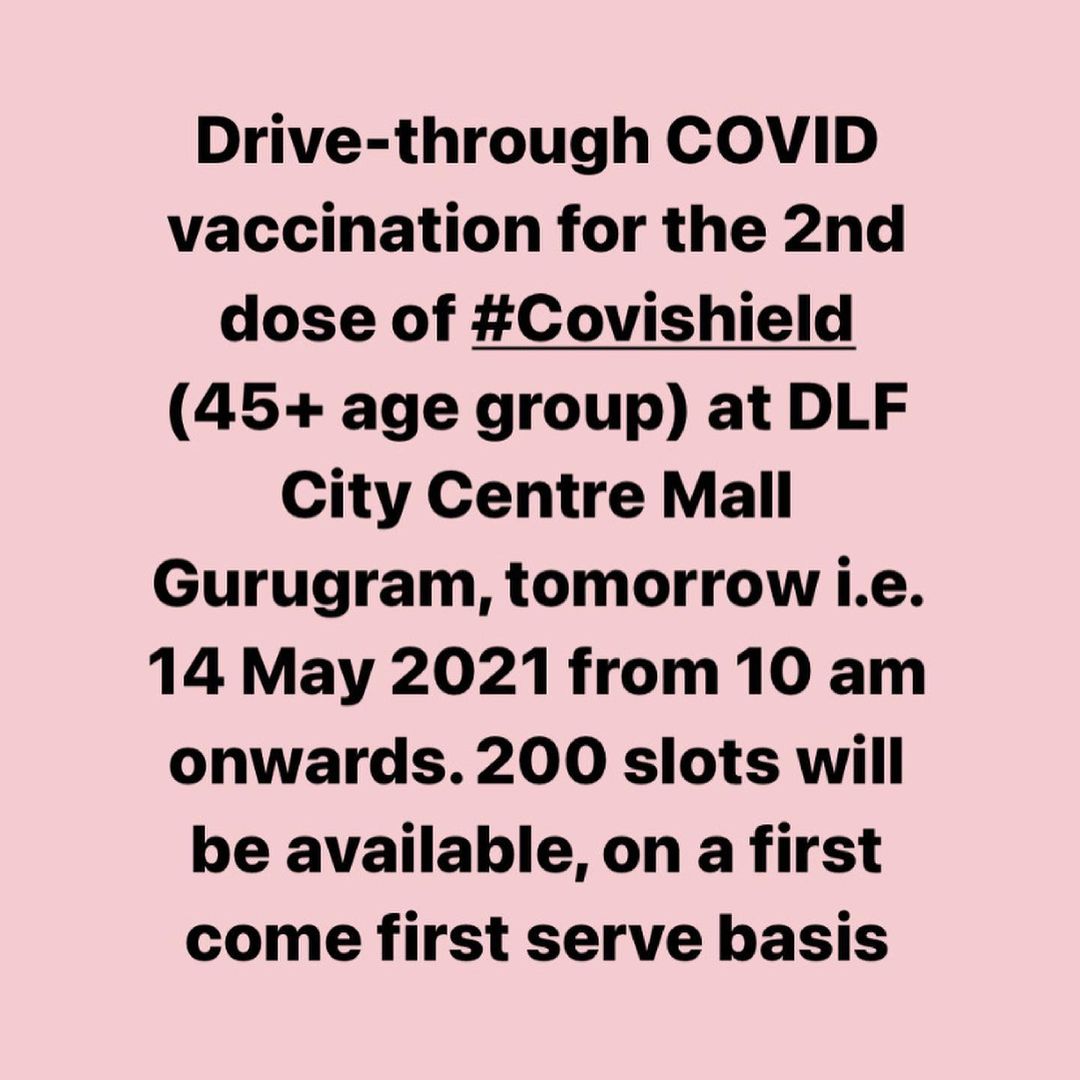 Drive-through COVID
vaccination for the 2nd
dose of #Covishield
(45+ age group) at DLF
City Centre Mall
Gurugram, tomorrow i.e.
14 May 2021 from 10 am
onwards. 200 slots will
be available, on a first
come first serve basis